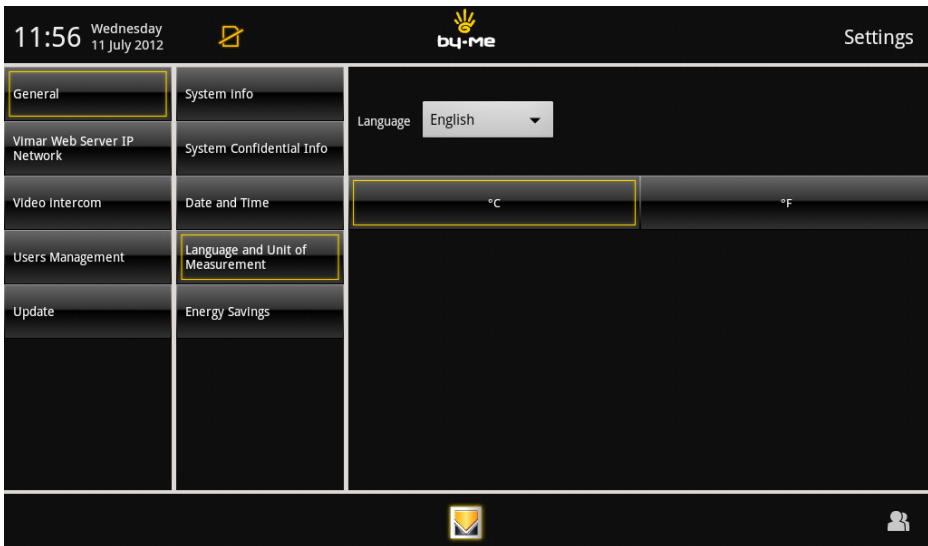 11:56 Wednesday
11 July 2012
by-me
Settings
General
Vimar Web Server IP
Network
Video intercom
Users Management
Update
System Info
System Confidential Info
Date and Time
Language and Unit of
Measurement
Energy Savings
Language English
°C °F